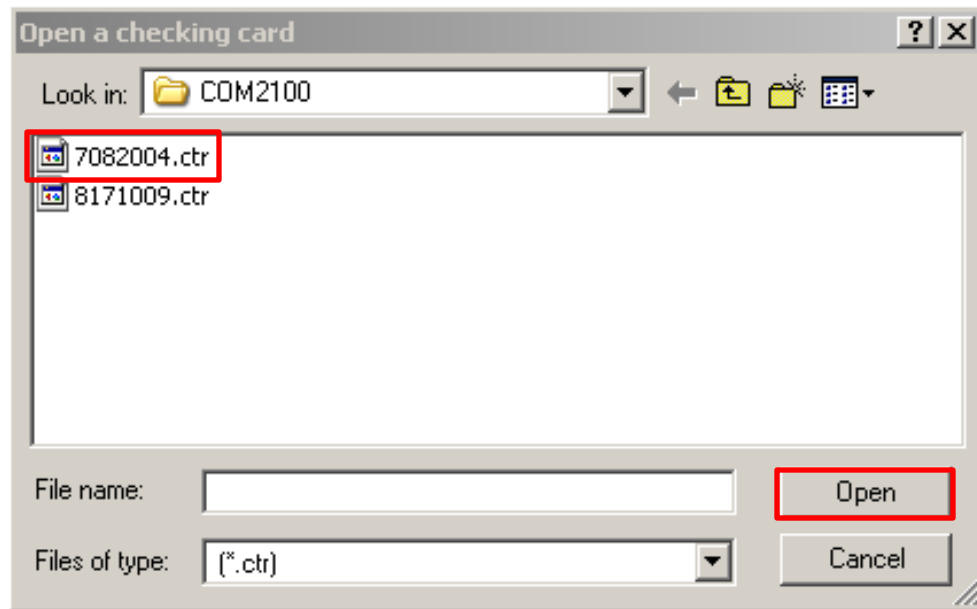 Open a checking card
Look in: COM2100
7082004.ctr
8171009.ctr
File name: Open
Files of type: (*.ctr) Cancel